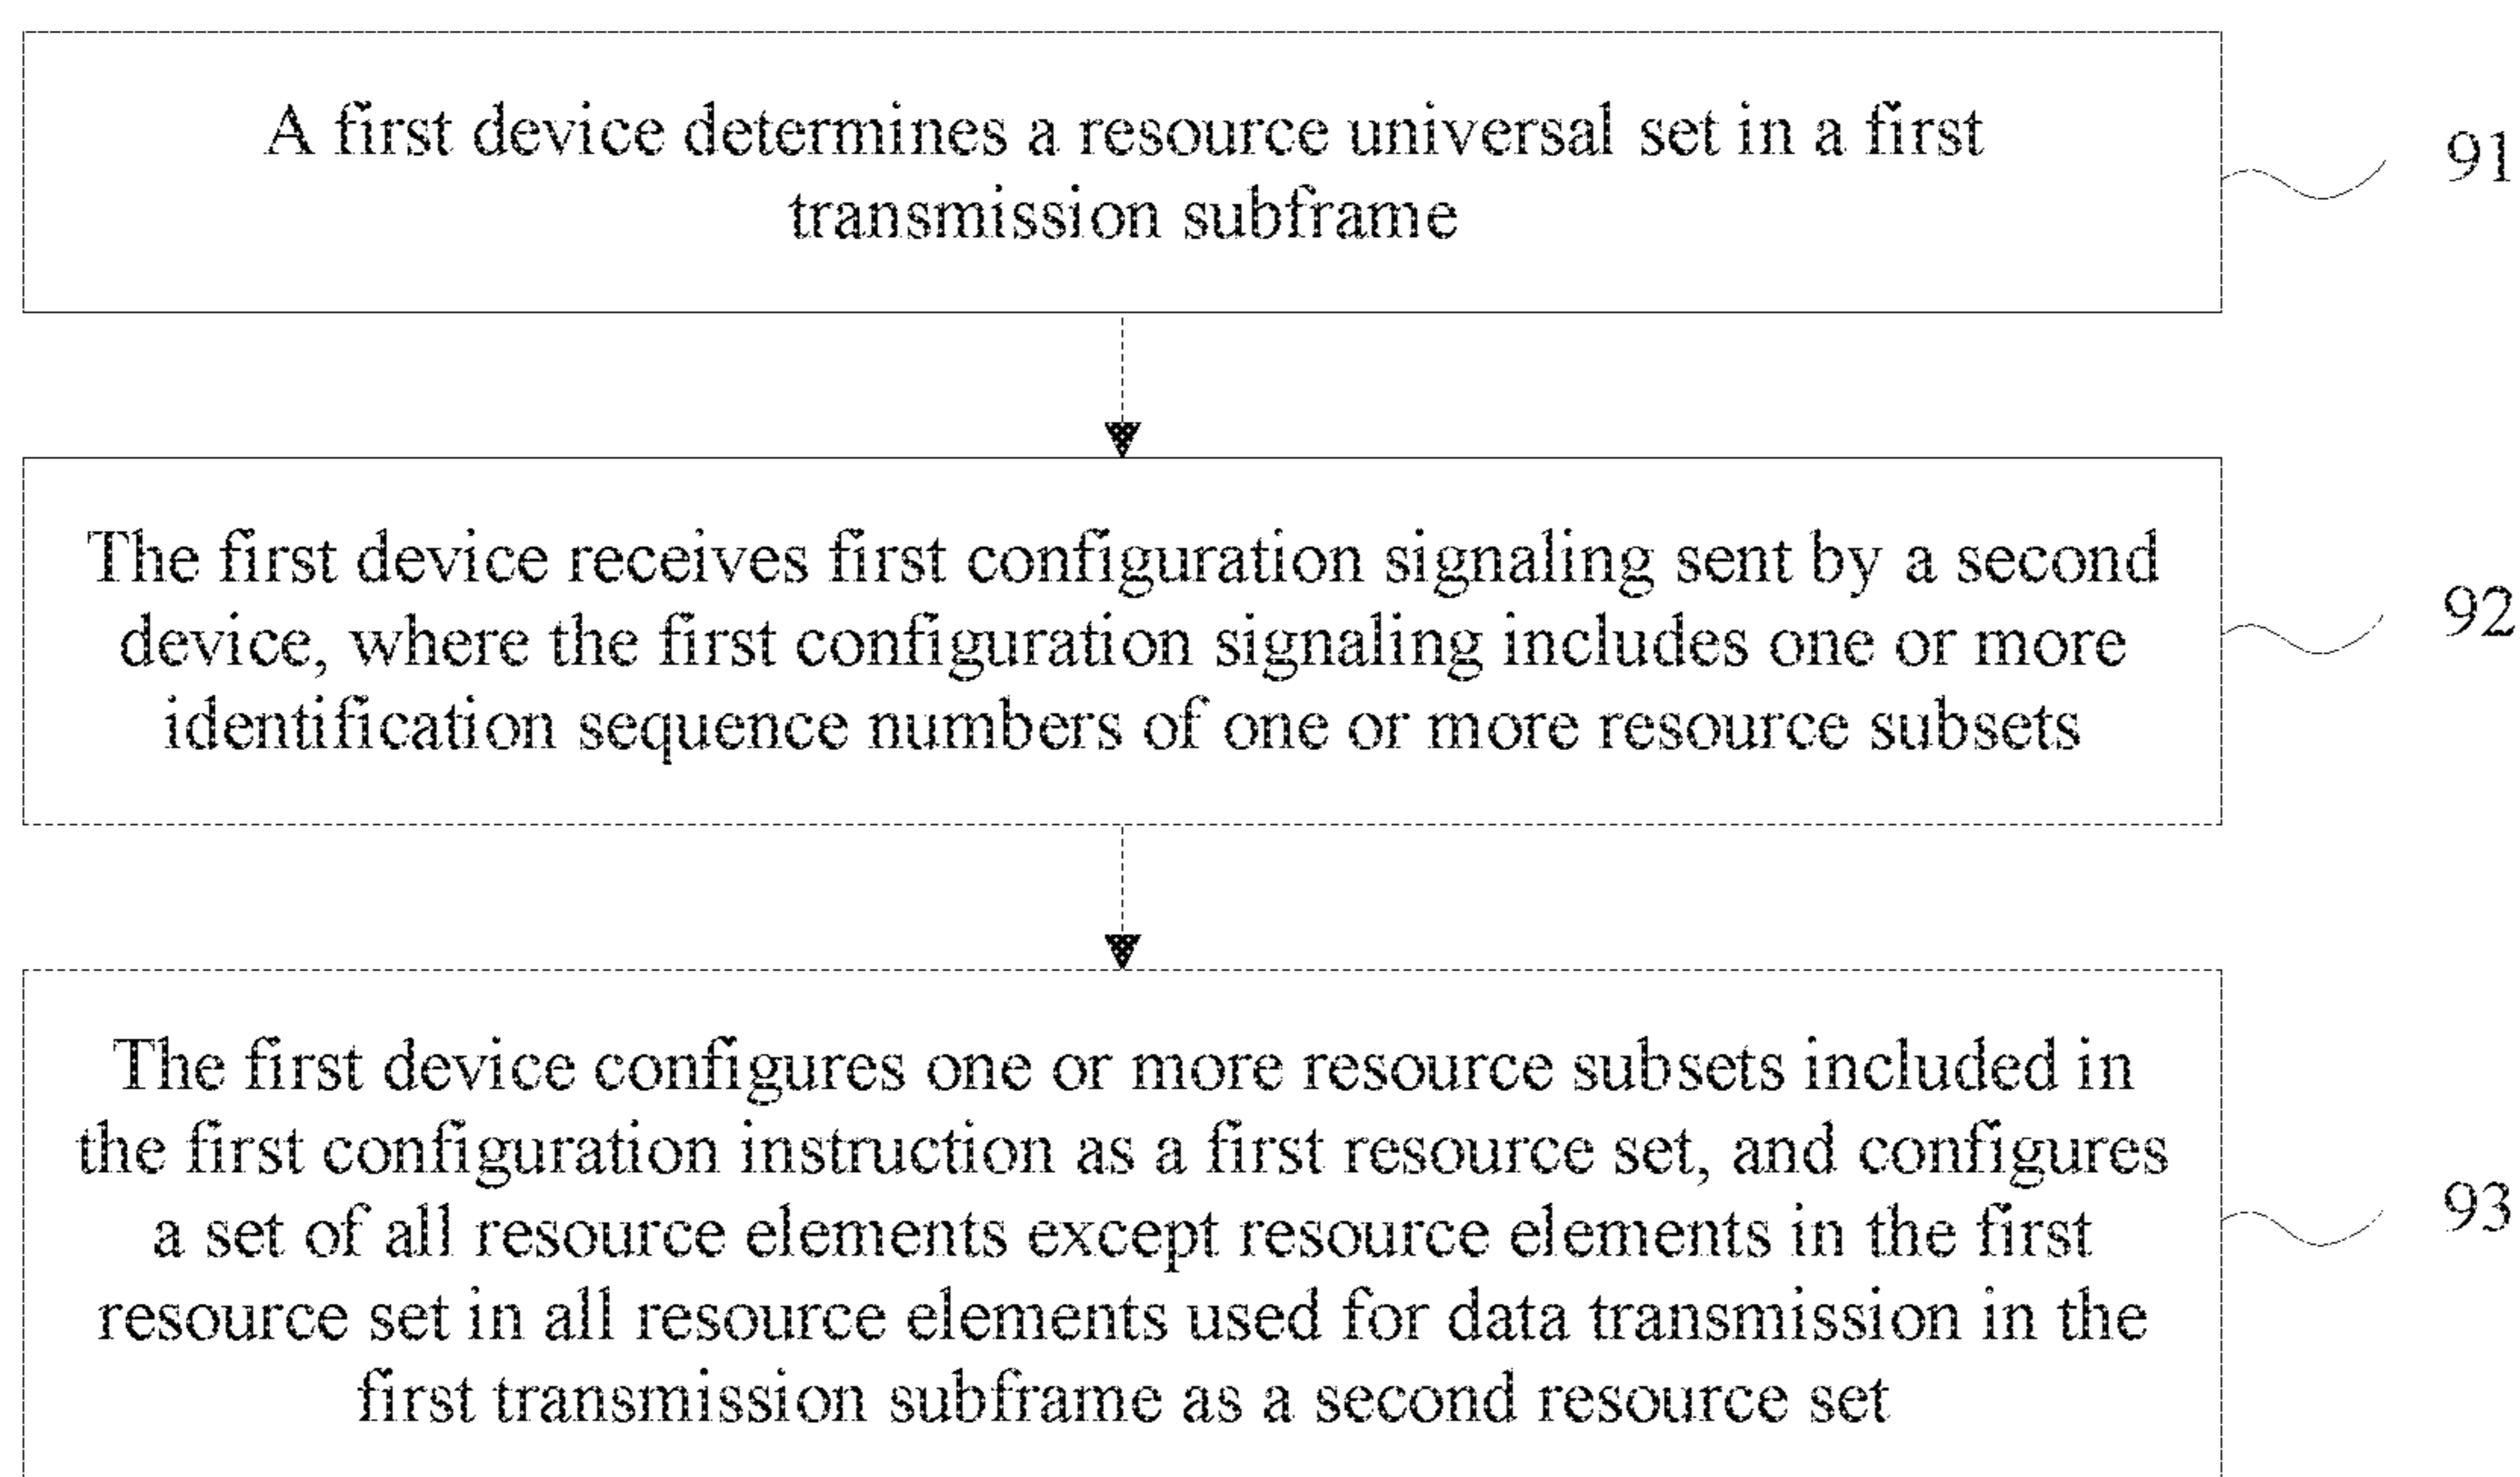 A first device determines a resource universal set in a first
transmission subframe
91
The first device receives first configuration signaling sent by a second
device, where the first configuration signaling includes one or more
identification sequence numbers of one or more resource subsets
92
The first device configures one or more resource subsets included in
the first configuration instruction as a first resource set, and configures
a set of all resource elements except resource elements in the first
resource set in all resource elements used for data transmission in the
first transmission subframe as a second resource set
93